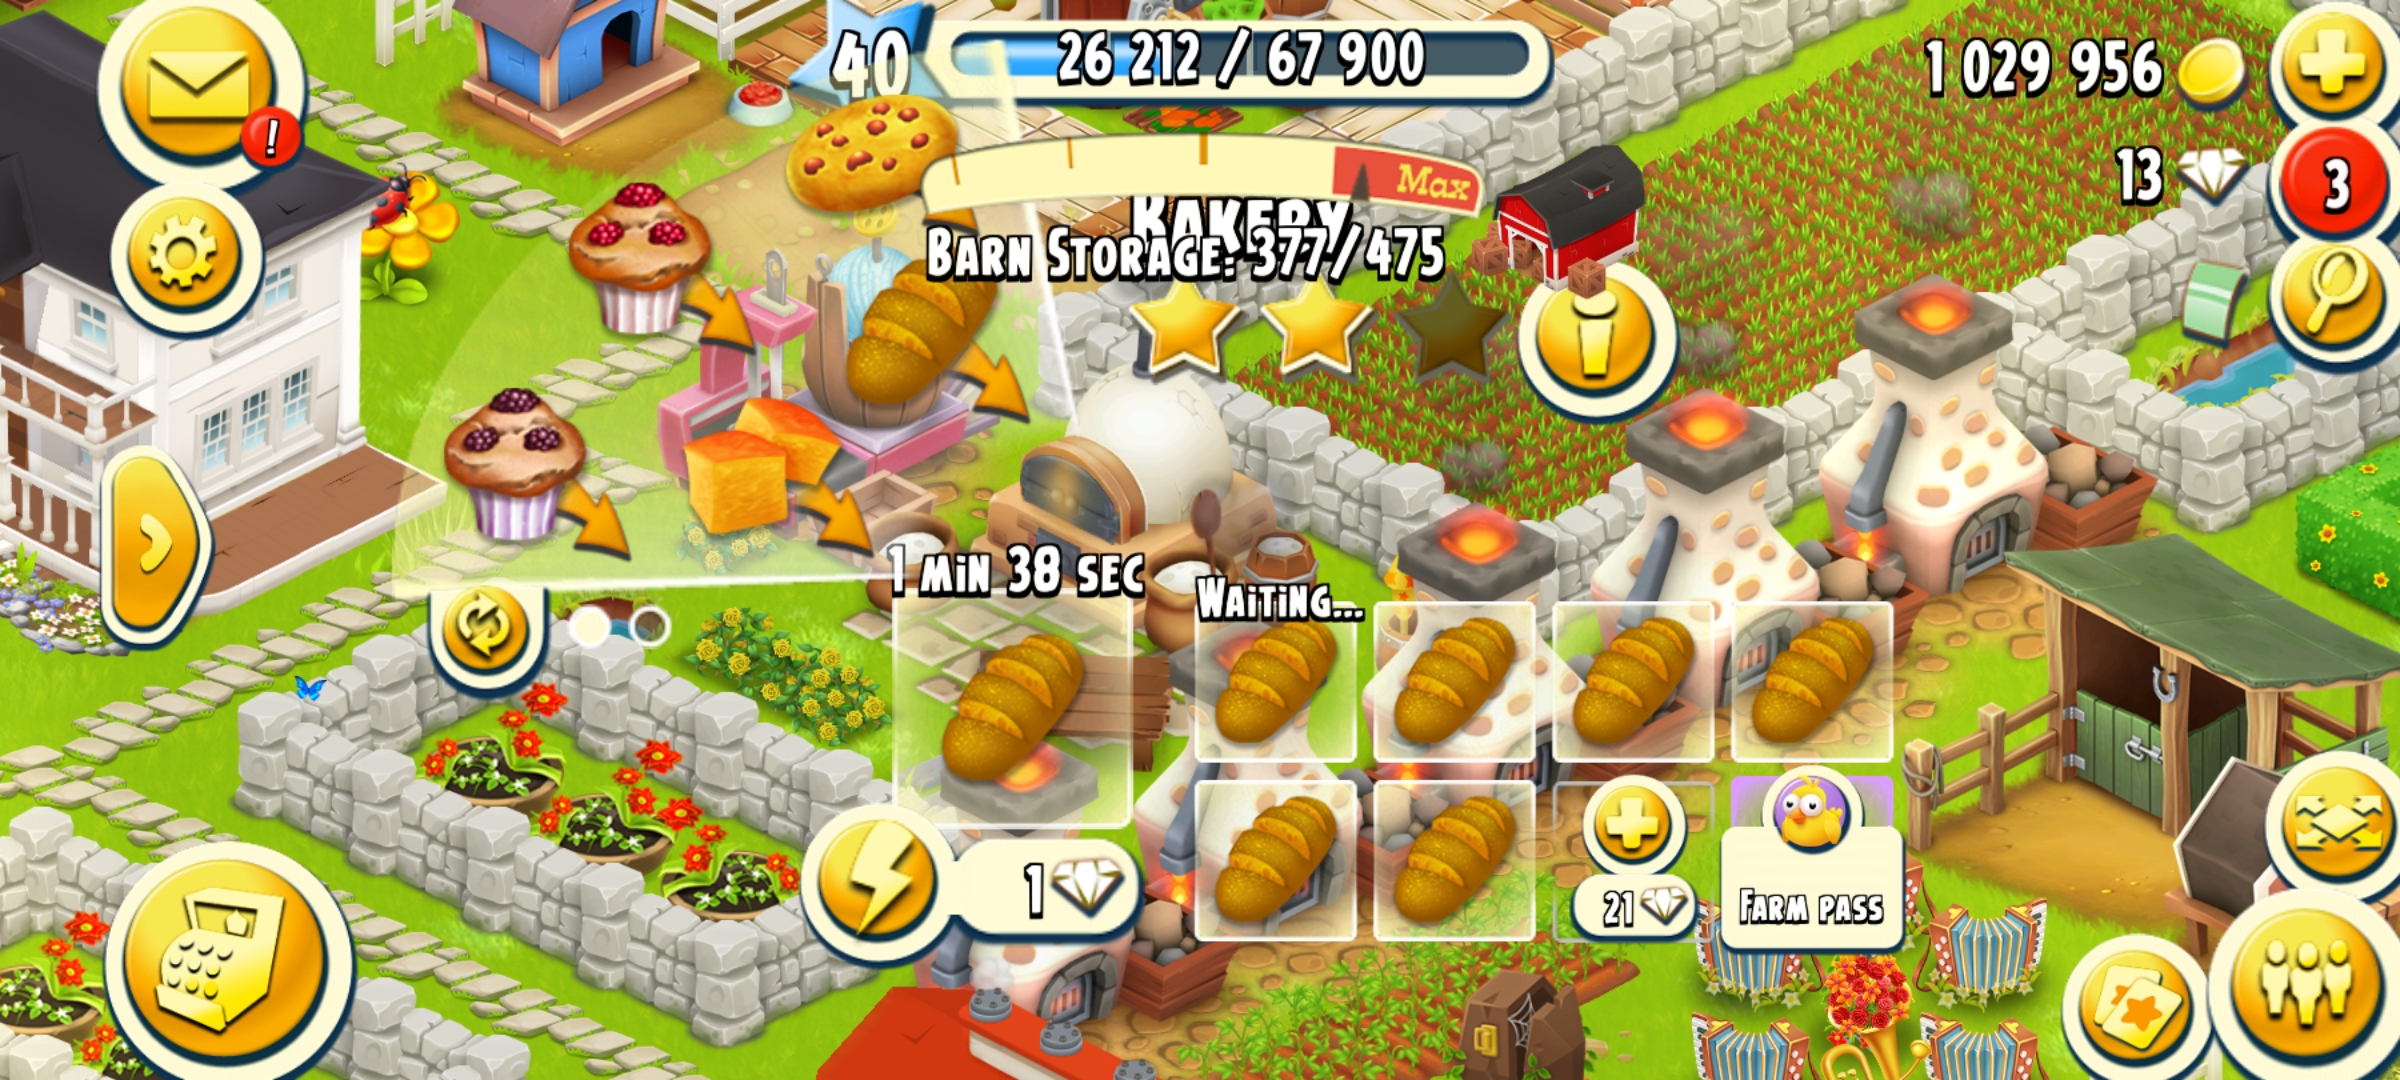 40
26 212 / 67 900
1 029 956
!
Max
13
3
BAKERY
BARN STORAGE: 377/475
1 MIN 38 SEC
WAITING...
1
21
FARM PASS